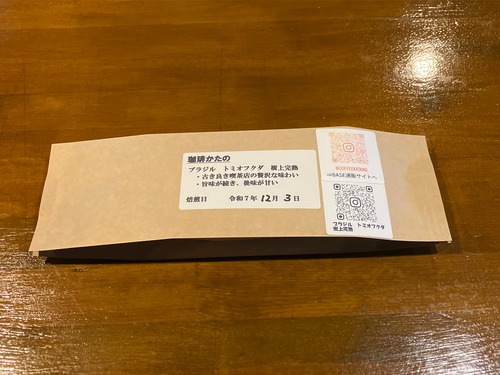 珈琲かたの
ブラジル トミオフクダ 樹上完熟
・古き良き喫茶店の贅沢な味わい
・旨味が続き、後味が甘い
焙煎日 令和7年 12月 3日
@COFFEEKATANO
⇒BASE通販サイトへ
ブラジル トミオフクダ
樹上完熟